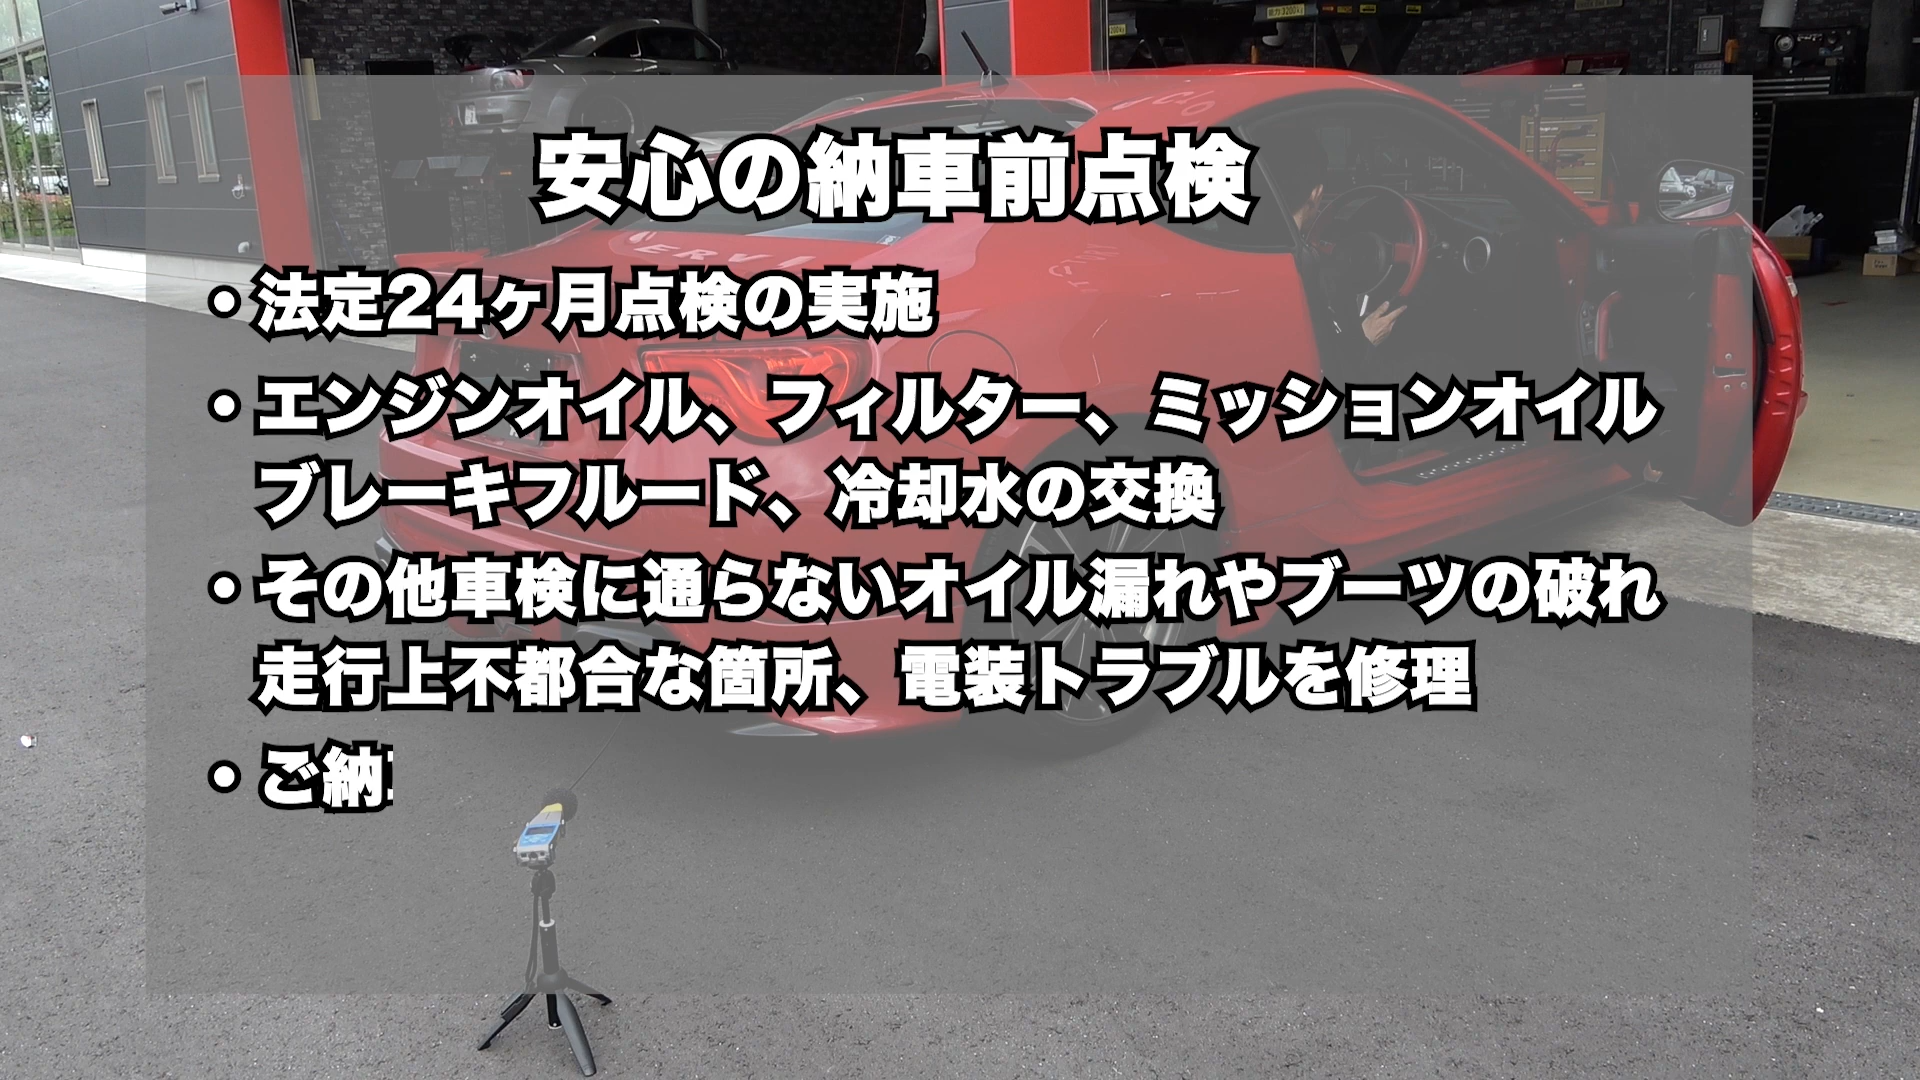 安心の納車前点検
・法定24ヶ月点検の実施
・エンジンオイル、フィルター、ミッションオイル
ブレーキフルード、冷却水の交換
・その他車検に通らないオイル漏れやブーツの破れ
走行上不都合な箇所、電装トラブルを修理
・ご納